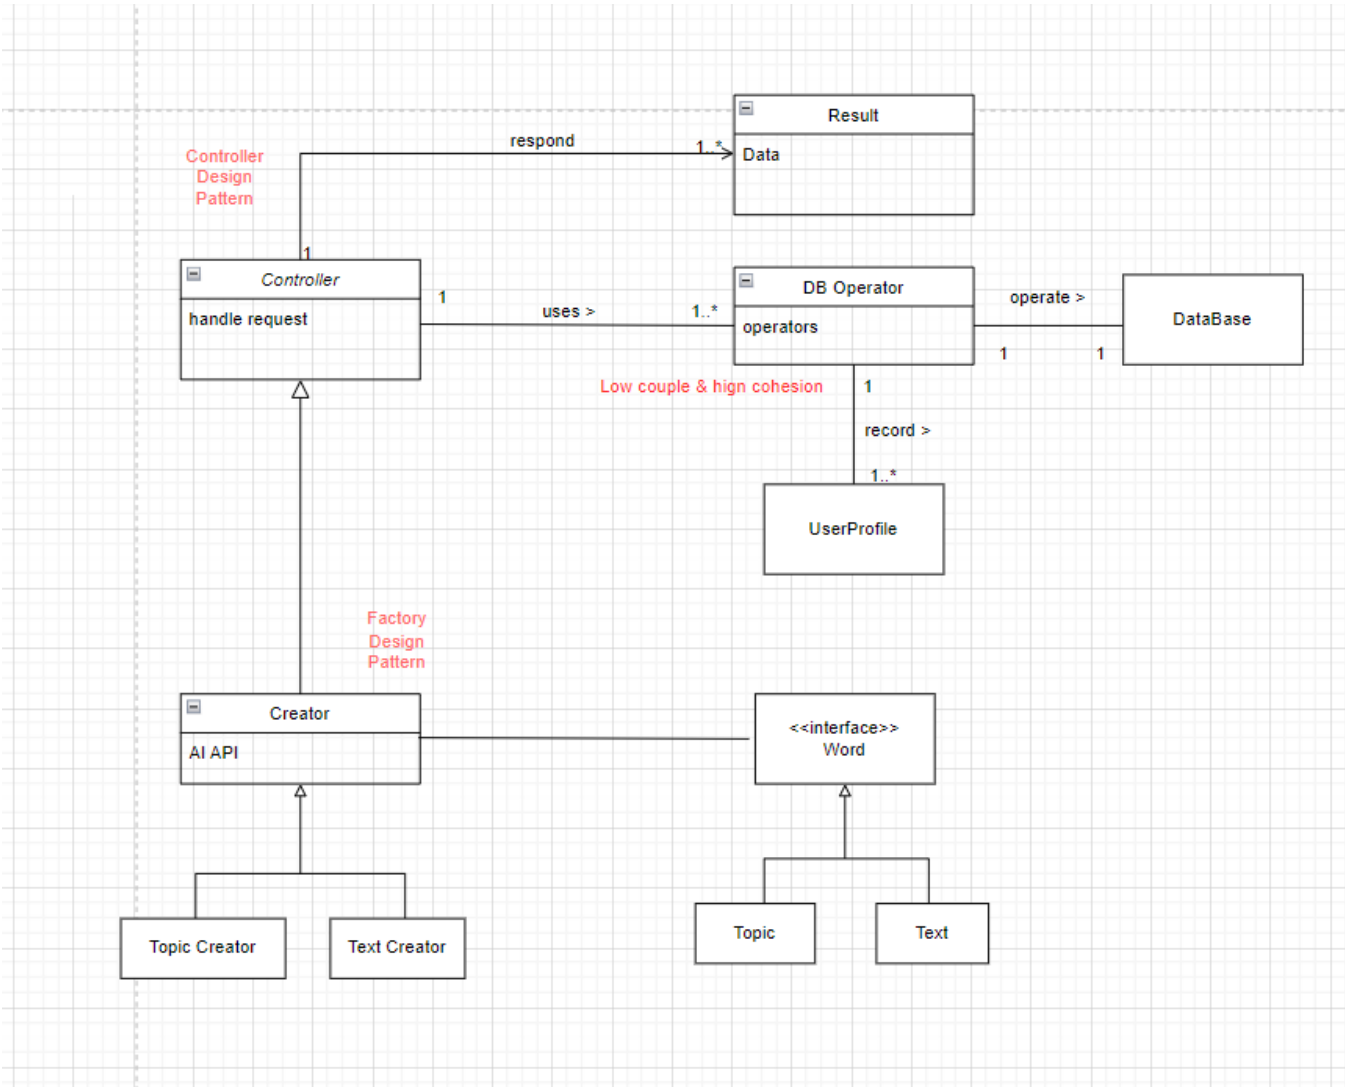 Result
respond
1..*
Data
Controller
Design
Pattern
1
Controller
handle request
1
uses >
1..*
DB Operator
operators
operate >
1
1
DataBase
Low couple & hign cohesion
1
record >
1..*
UserProfile
Factory
Design
Pattern
Creator
AI API
<<interface>>
Word
Topic Creator
Text Creator
Topic
Text